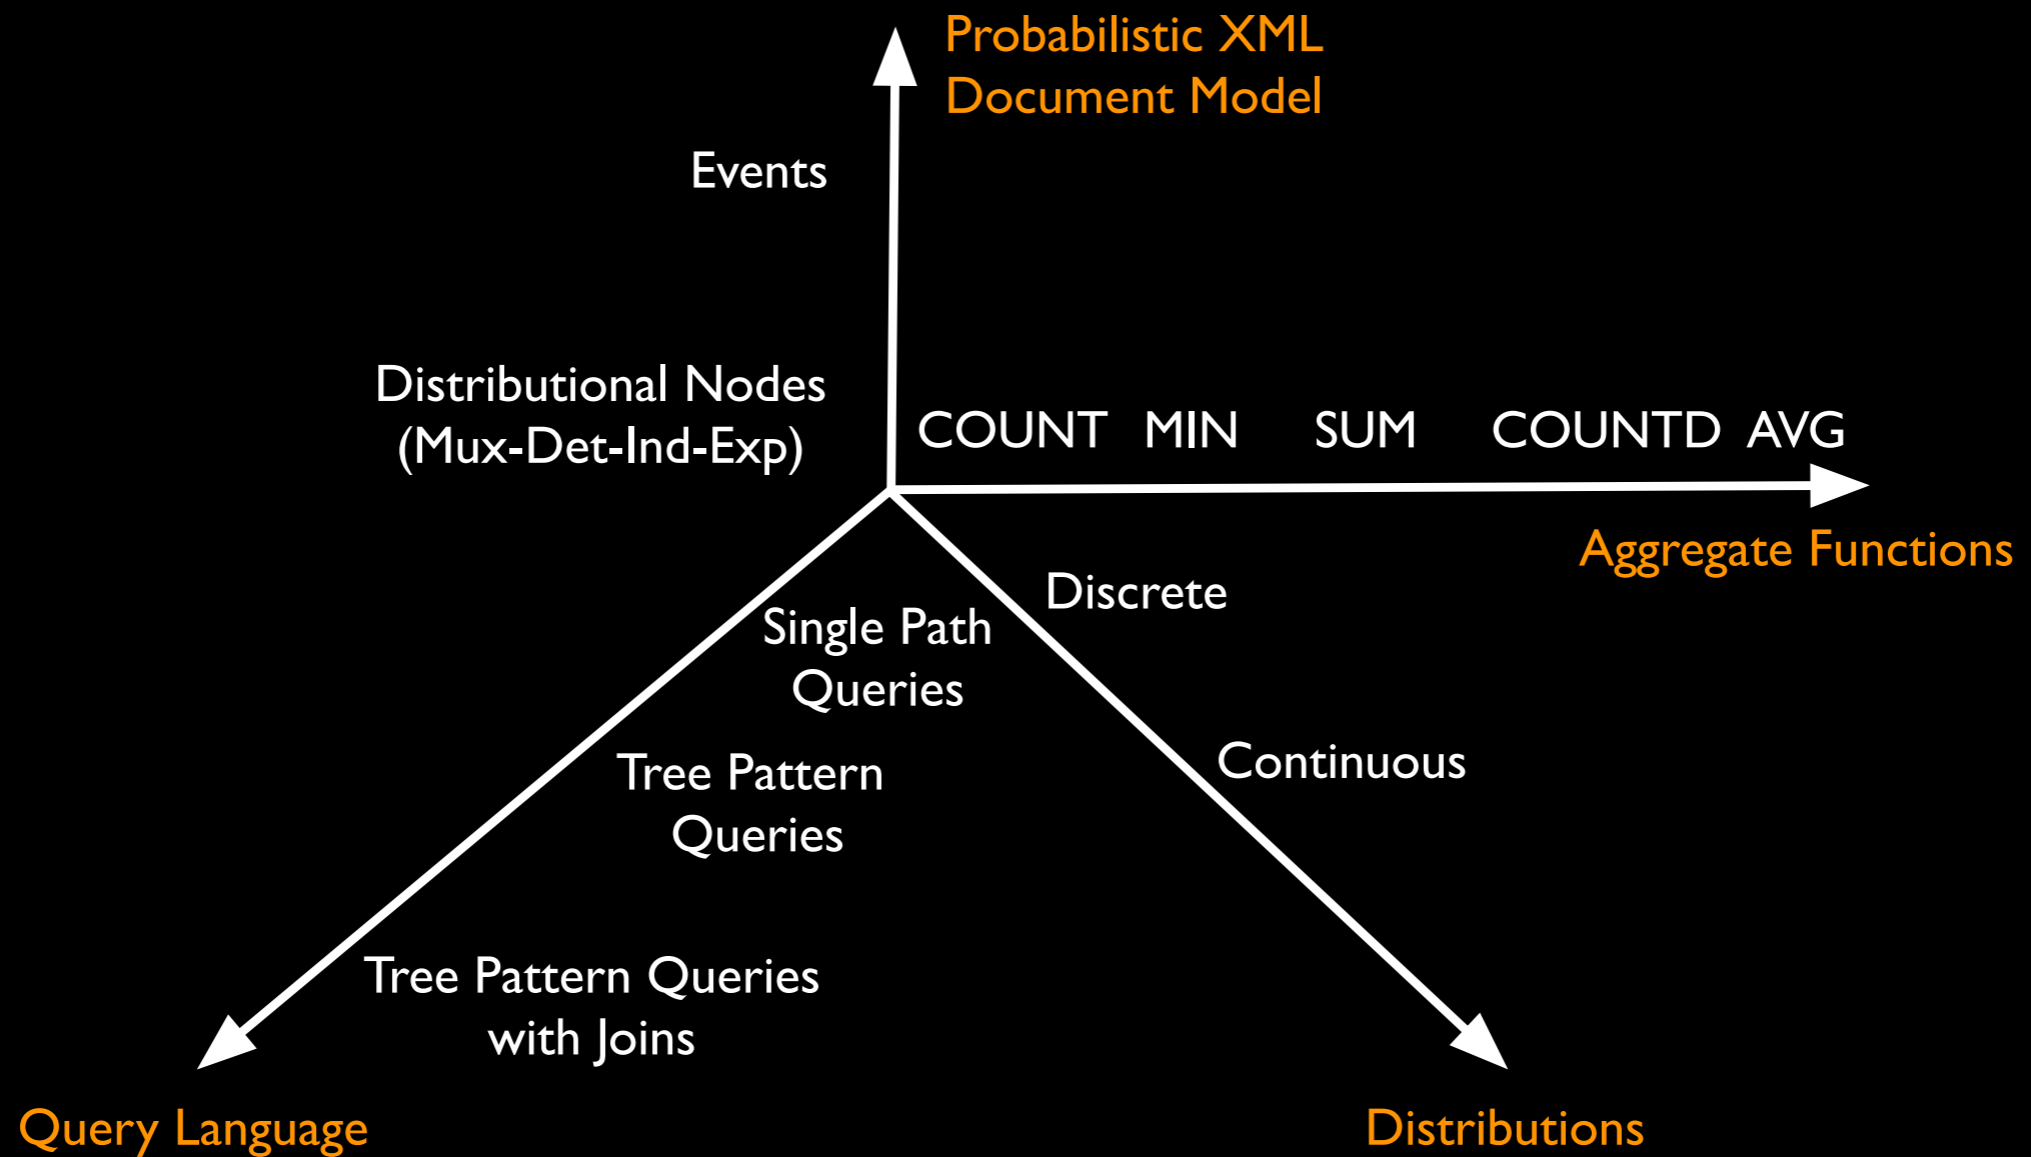 Probabilistic XML
Document Model
Events
Distributional Nodes
(Mux-Det-Ind-Exp)
COUNT MIN SUM COUNTD AVG
Aggregate Functions
Discrete
Single Path
Queries
Continuous
Tree Pattern
Queries
Tree Pattern Queries
with Joins
Query Language
Distributions